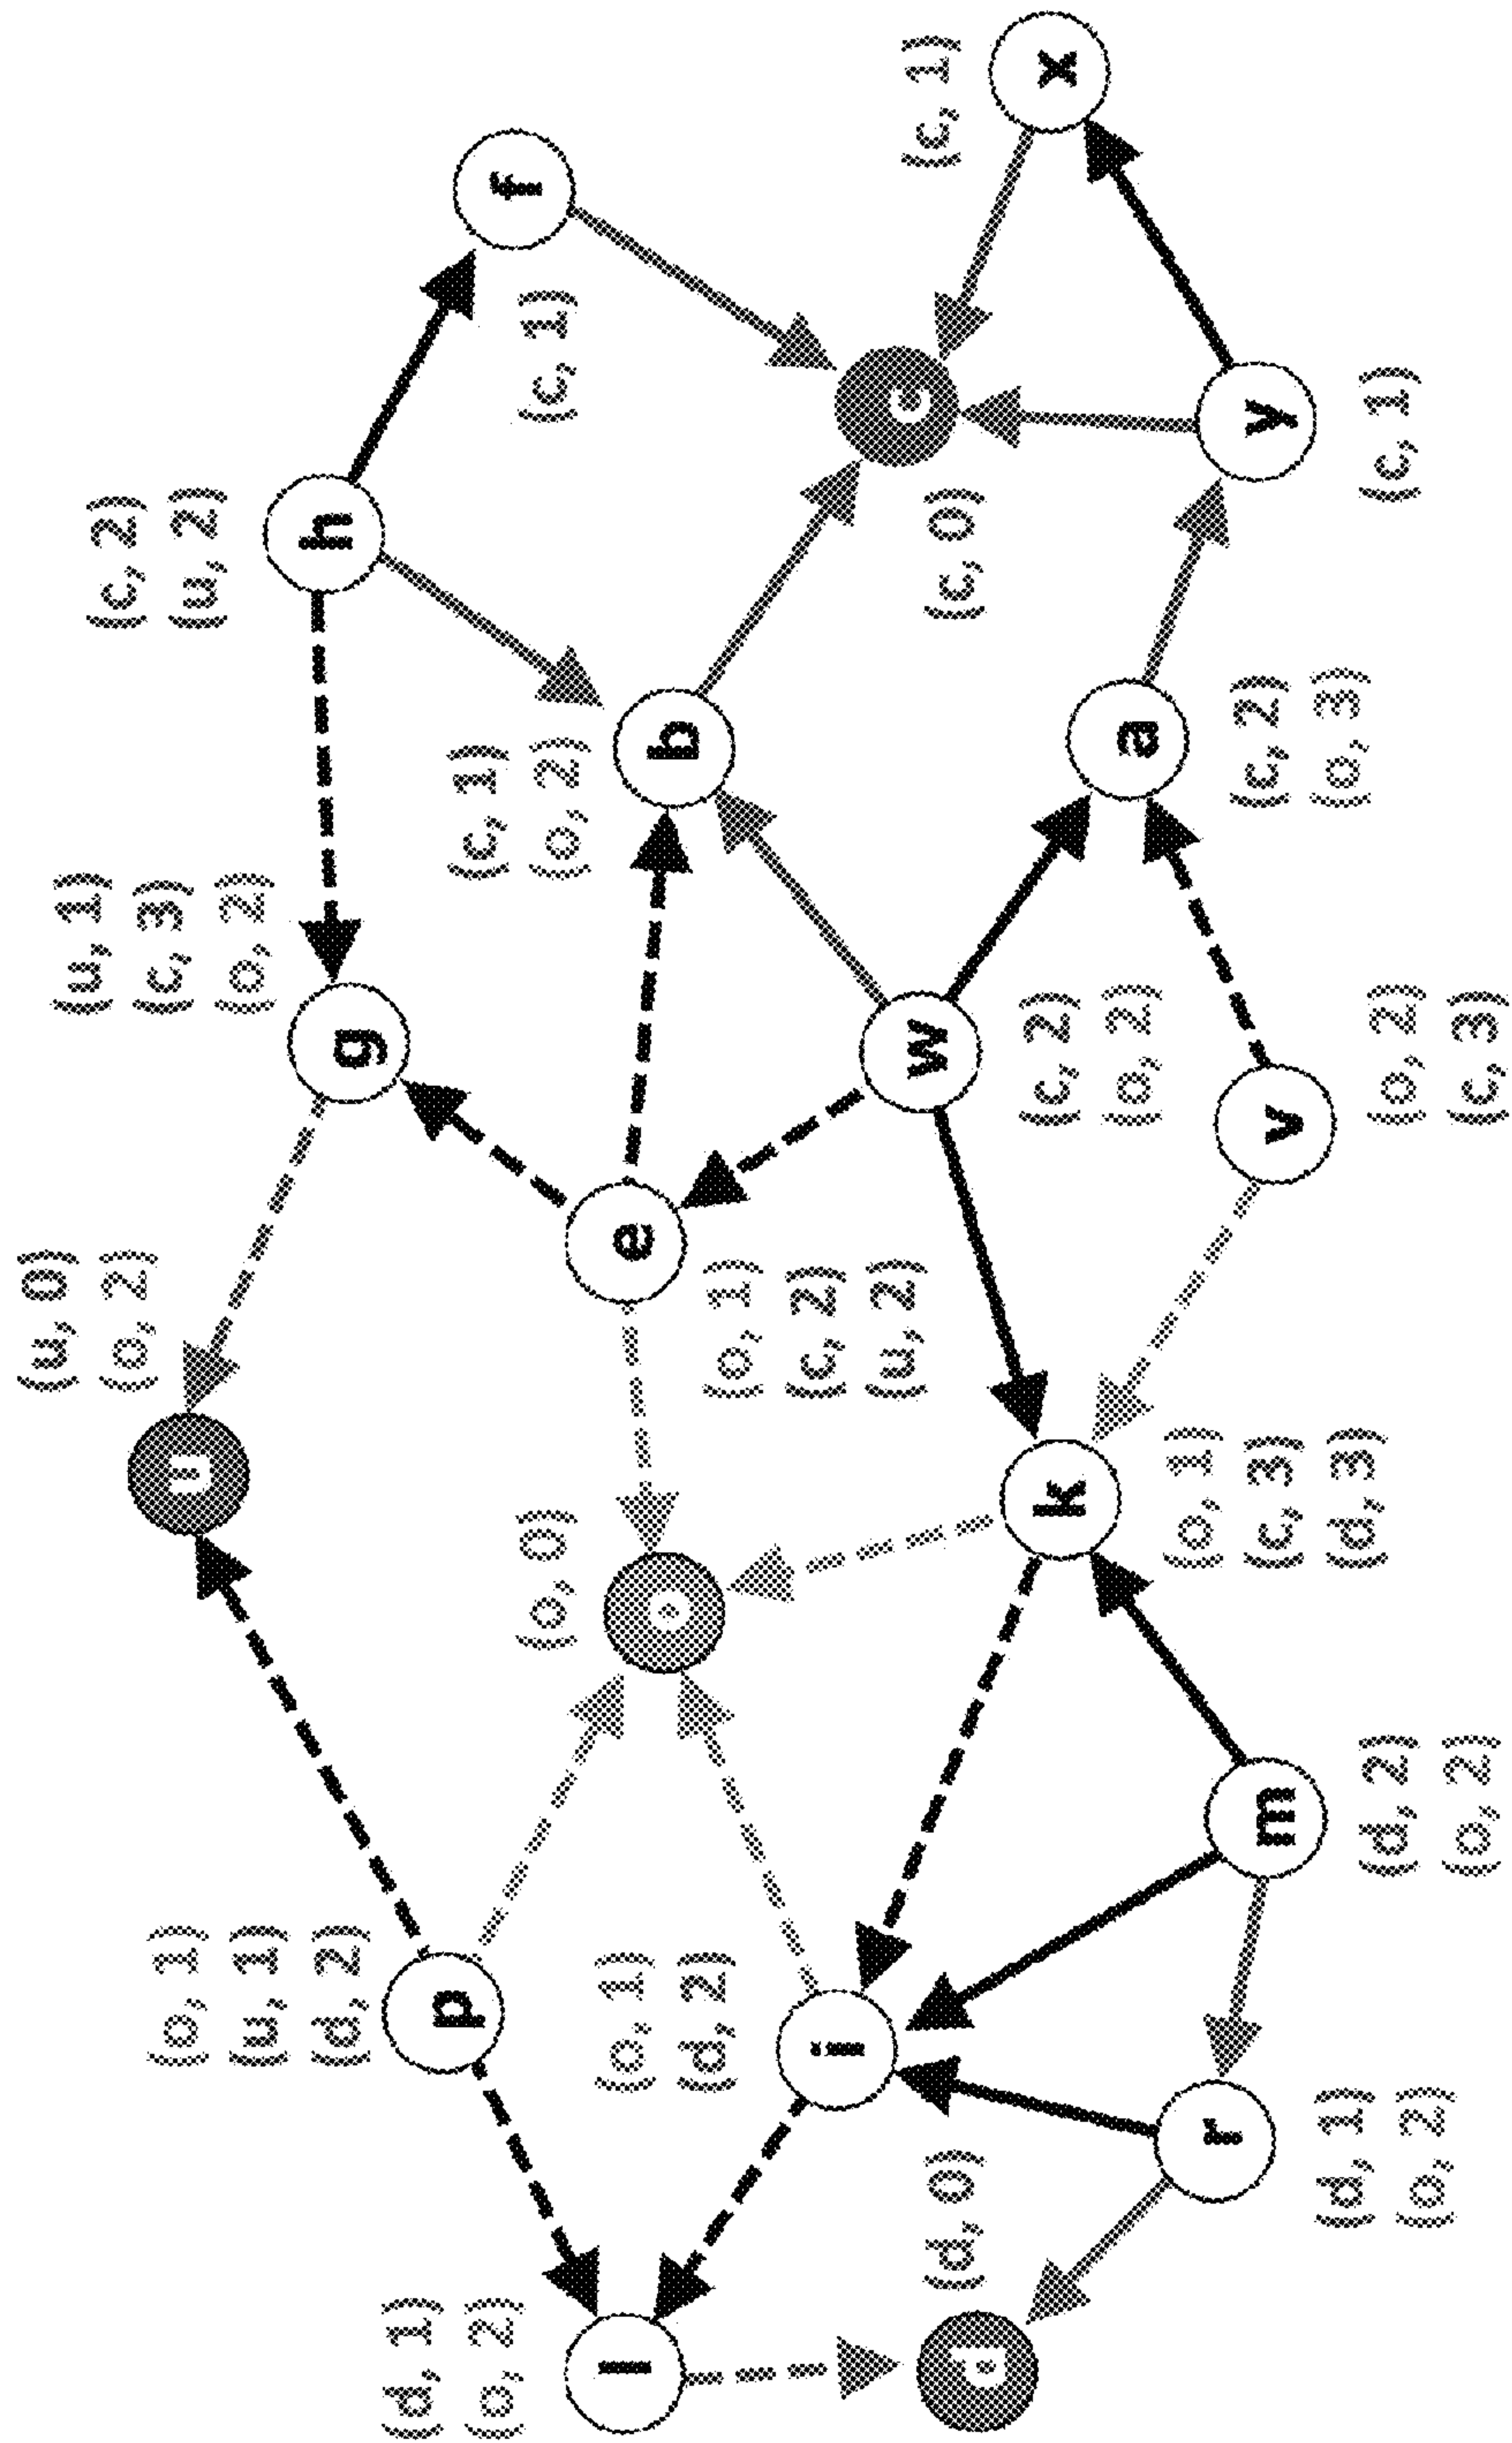 (u, 0)
(o, 2)
(u, 1)
(c, 3)
(o, 2)
(c, 2)
(u, 2)
(o, 1)
(u, 1)
(d, 2)
u
h
g
(d, 1)
(o, 2)
p
(c, 1)
(o, 2)
f
(o, 0)
(c, 1)
l
e
(o, 1)
(d, 2)
o
b
(o, 1)
(c, 2)
(u, 2)
i
c
w
(c, 1)
(d, 0)
(c, 0)
d
(c, 2)
(o, 2)
x
k
a
(o, 1)
(c, 3)
(d, 3)
r
y
(c, 2)
(o, 3)
m
v
(d, 1)
(o, 2)
(d, 2)
(o, 2)
(o, 2)
(c, 3)
(c, 1)